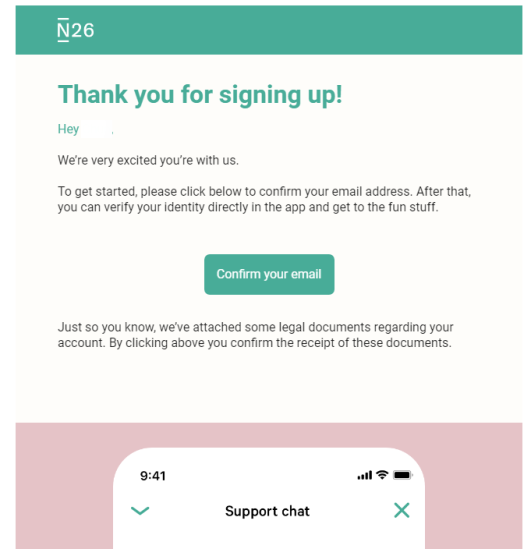 N26
Thank you for signing up!
Hey .
We're very excited you're with us.
To get started, please click below to confirm your email address. After that,
you can verify your identity directly in the app and get to the fun stuff.
Confirm your email
Just so you know, we've attached some legal documents regarding your
account. By clicking above you confirm the receipt of these documents.
9:41
Support chat